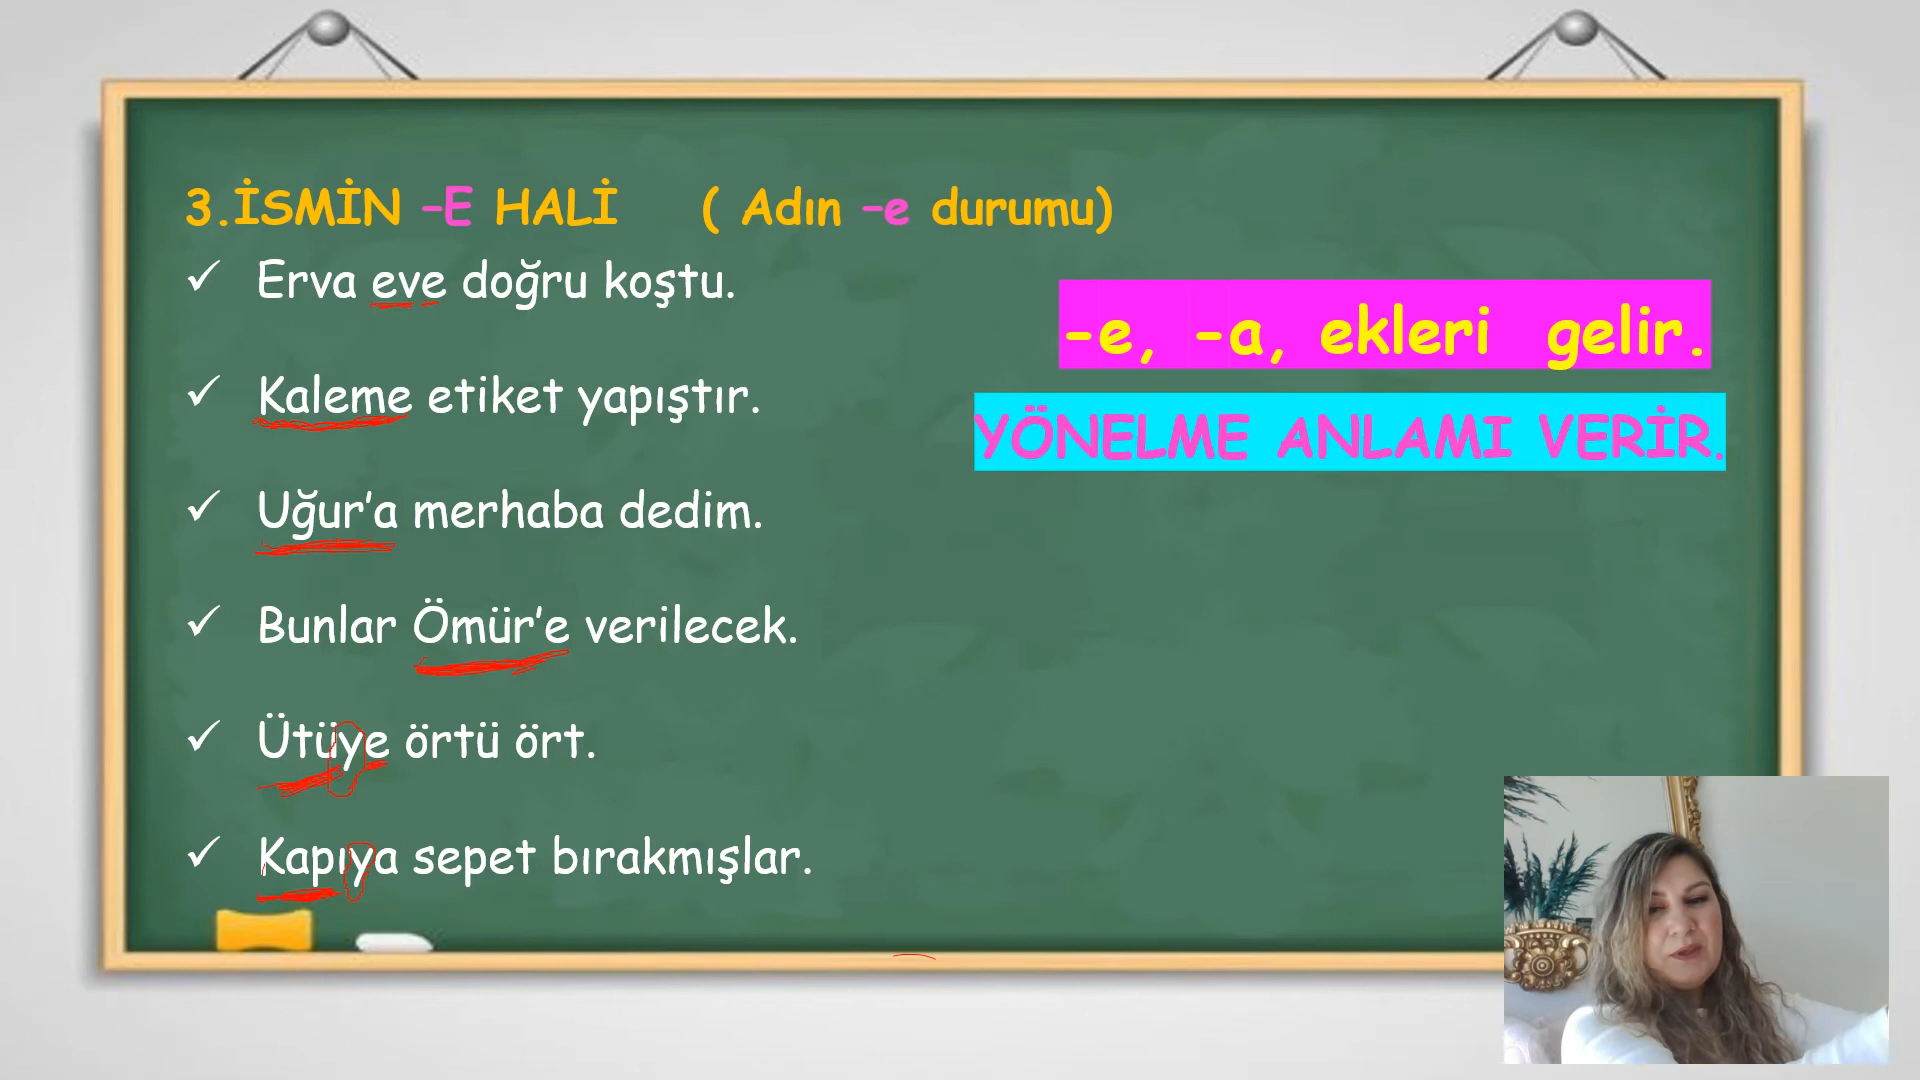 3.İSMİN –E HALİ ( Adın –e durumu)
✓ Erva eve doğru koştu.
-e, -a, ekleri gelir.
✓ Kaleme etiket yapıştır.
YÖNELME ANLAMI VERİR.
✓ Uğur’a merhaba dedim.
✓ Bunlar Ömür’e verilecek.
✓ Ütüye örtü ört.
✓ Kapıya sepet bırakmışlar.